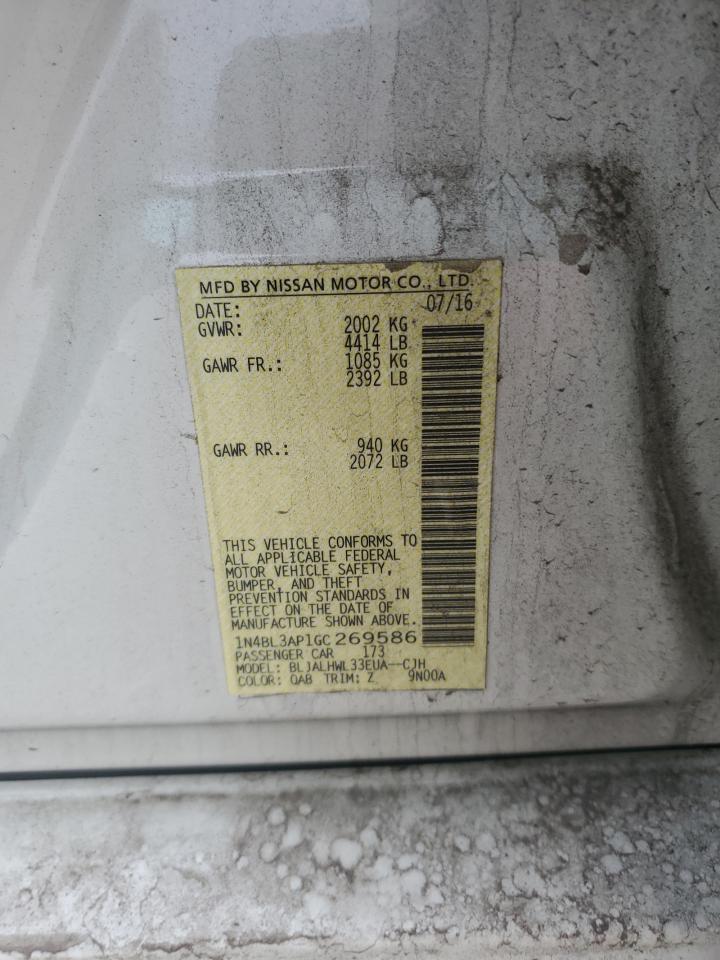 MFD BY NISSAN MOTOR CO., LTD.
DATE: 07/16
GVWR: 2002 KG
4414 LB
GAWR FR.: 1085 KG
2392 LB
GAWR RR.: 940 KG
2072 LB
THIS VEHICLE CONFORMS TO
ALL APPLICABLE FEDERAL
MOTOR VEHICLE SAFETY,
BUMPER, AND THEFT
PREVENTION STANDARDS IN
EFFECT ON THE DATE OF
MANUFACTURE SHOWN ABOVE.
1N4BL3AP1GC269586
PASSENGER CAR 173
MODEL: BLJALHWL33EUA--CJH
COLOR: QAB TRIM: Z 9N00A